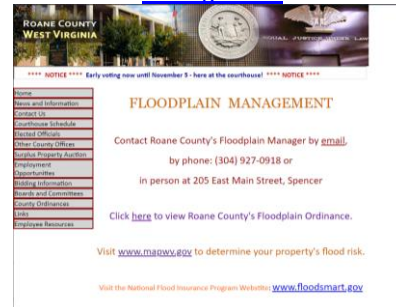 ROANE COUNTY
WEST VIRGINIA
EQUAL JUSTICE UNDER LAW
**** NOTICE **** Early voting now until November 5 - here at the courthouse! **** NOTICE ****
Home
News and Information
Contact Us
Courthouse Schedule
Elected Officials
Other County Offices
Surplus Property Auction
Employment
Opportunities
Bidding Information
Boards and Committees
County Ordinances
Links
Employee Resources
FLOODPLAIN MANAGEMENT
Contact Roane County's Floodplain Manager by email,
by phone: (304) 927-0918 or
in person at 205 East Main Street, Spencer
Click here to view Roane County's Floodplain Ordinance.
Visit www.mapwv.gov to determine your property's flood risk.
Visit the National Flood Insurance Program Website: www.floodsmart.gov